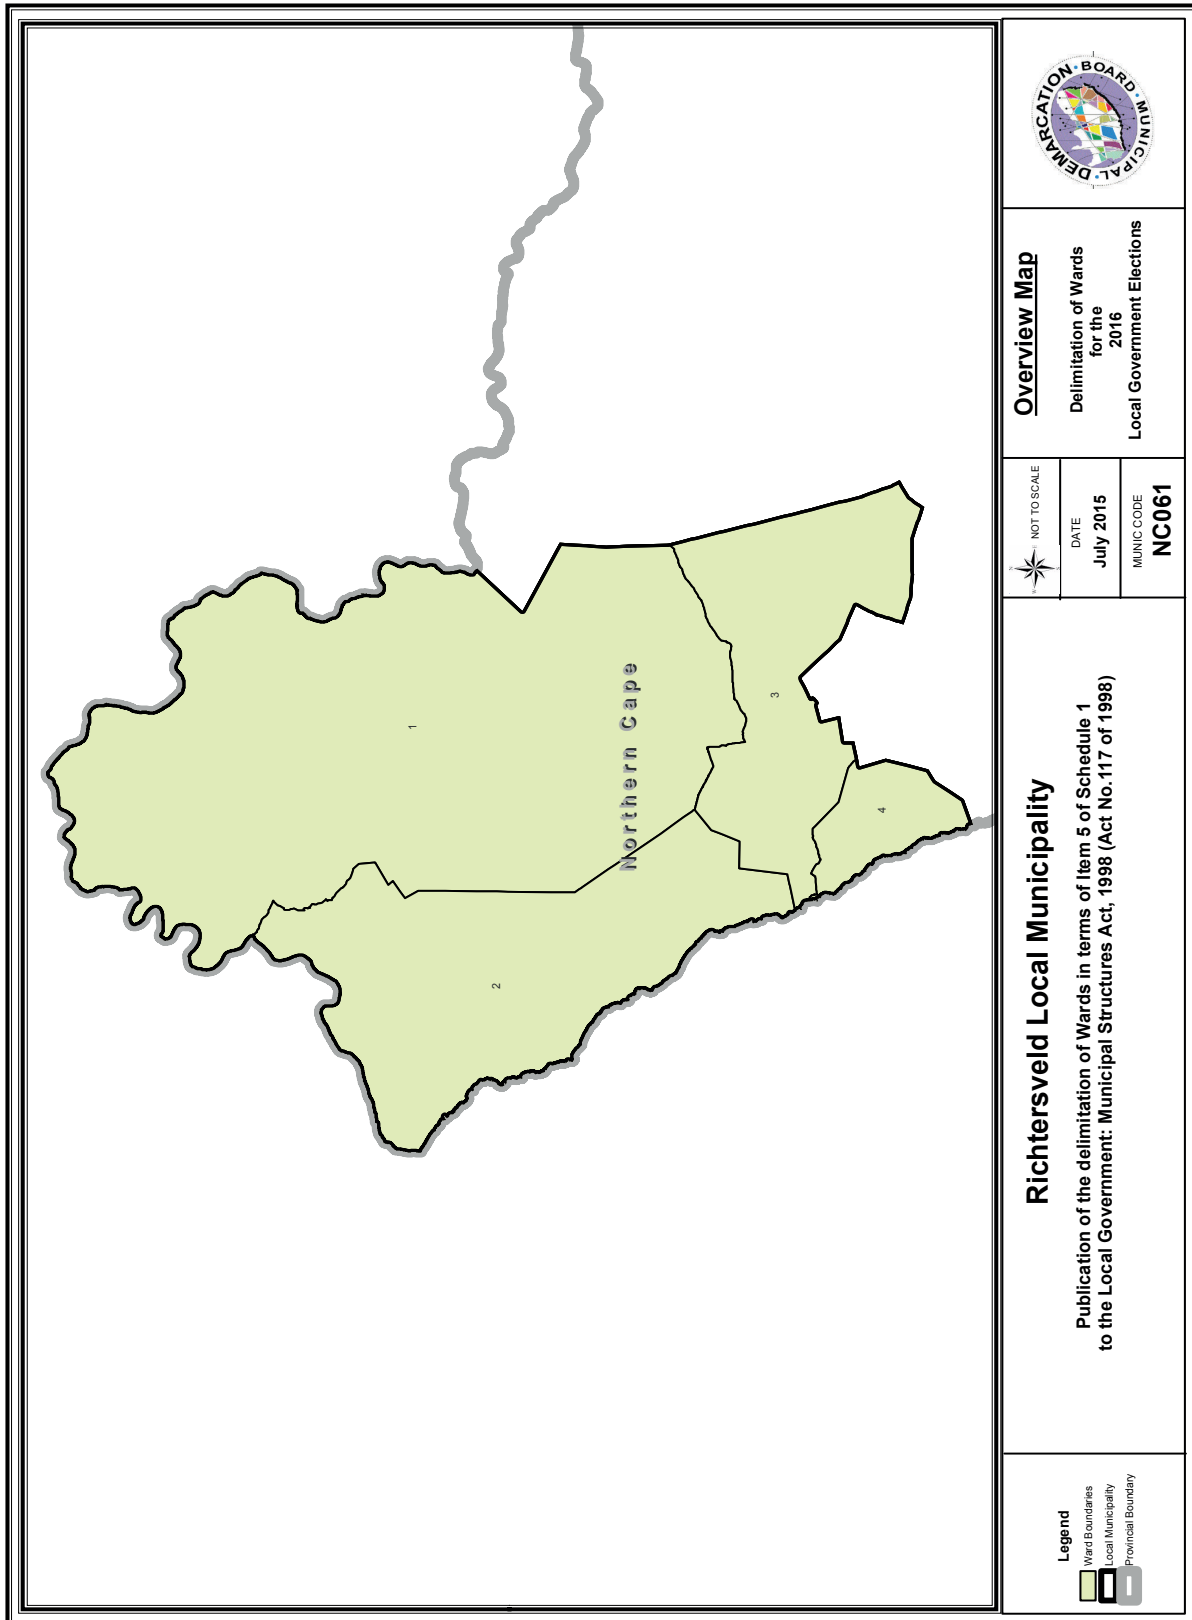 1
2
3
4
Northern Cape
Legend
Ward Boundaries
Local Municipality
Provincial Boundary
Richtersveld Local Municipality
Publication of the delimitation of Wards in terms of Item 5 of Schedule 1
to the Local Government: Municipal Structures Act, 1998 (Act No.117 of 1998)
NOT TO SCALE
DATE
July 2015
MUNIC CODE
NC061
Overview Map
Delimitation of Wards
for the
2016
Local Government Elections
MUNICIPAL · DEMARCATION · BOARD ·